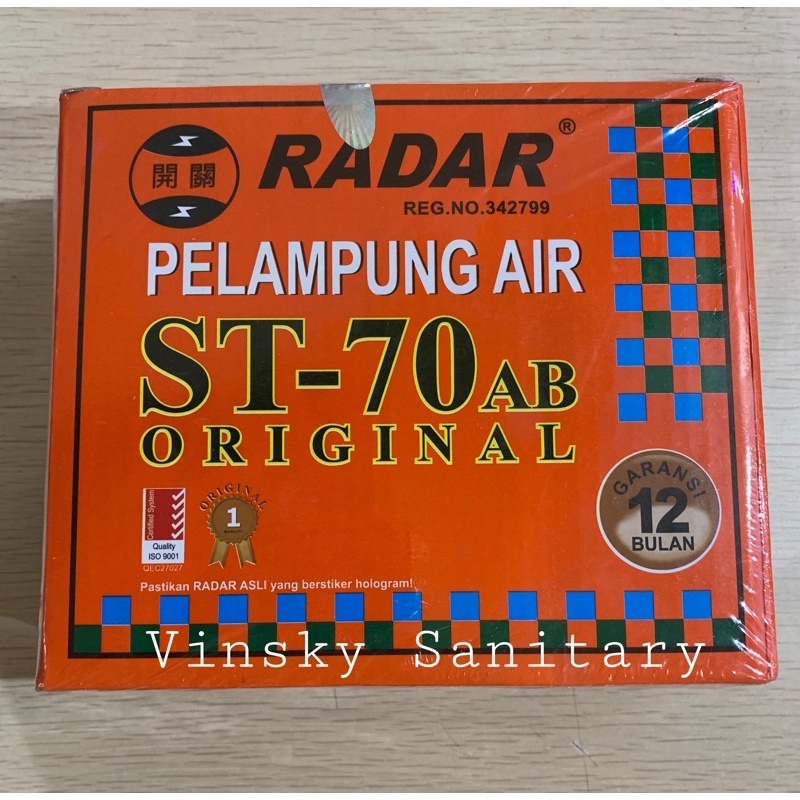 開關
RADAR®
REG.NO.342799
PELAMPUNG AIR
ST-70AB
ORIGINAL
GARANSI
12
BULAN
Certified System
Quality
ISO 9001
QEC27027
ORIGINAL
1
Pastikan RADAR ASLI yang berstiker hologram!
Vinsky Sanitary